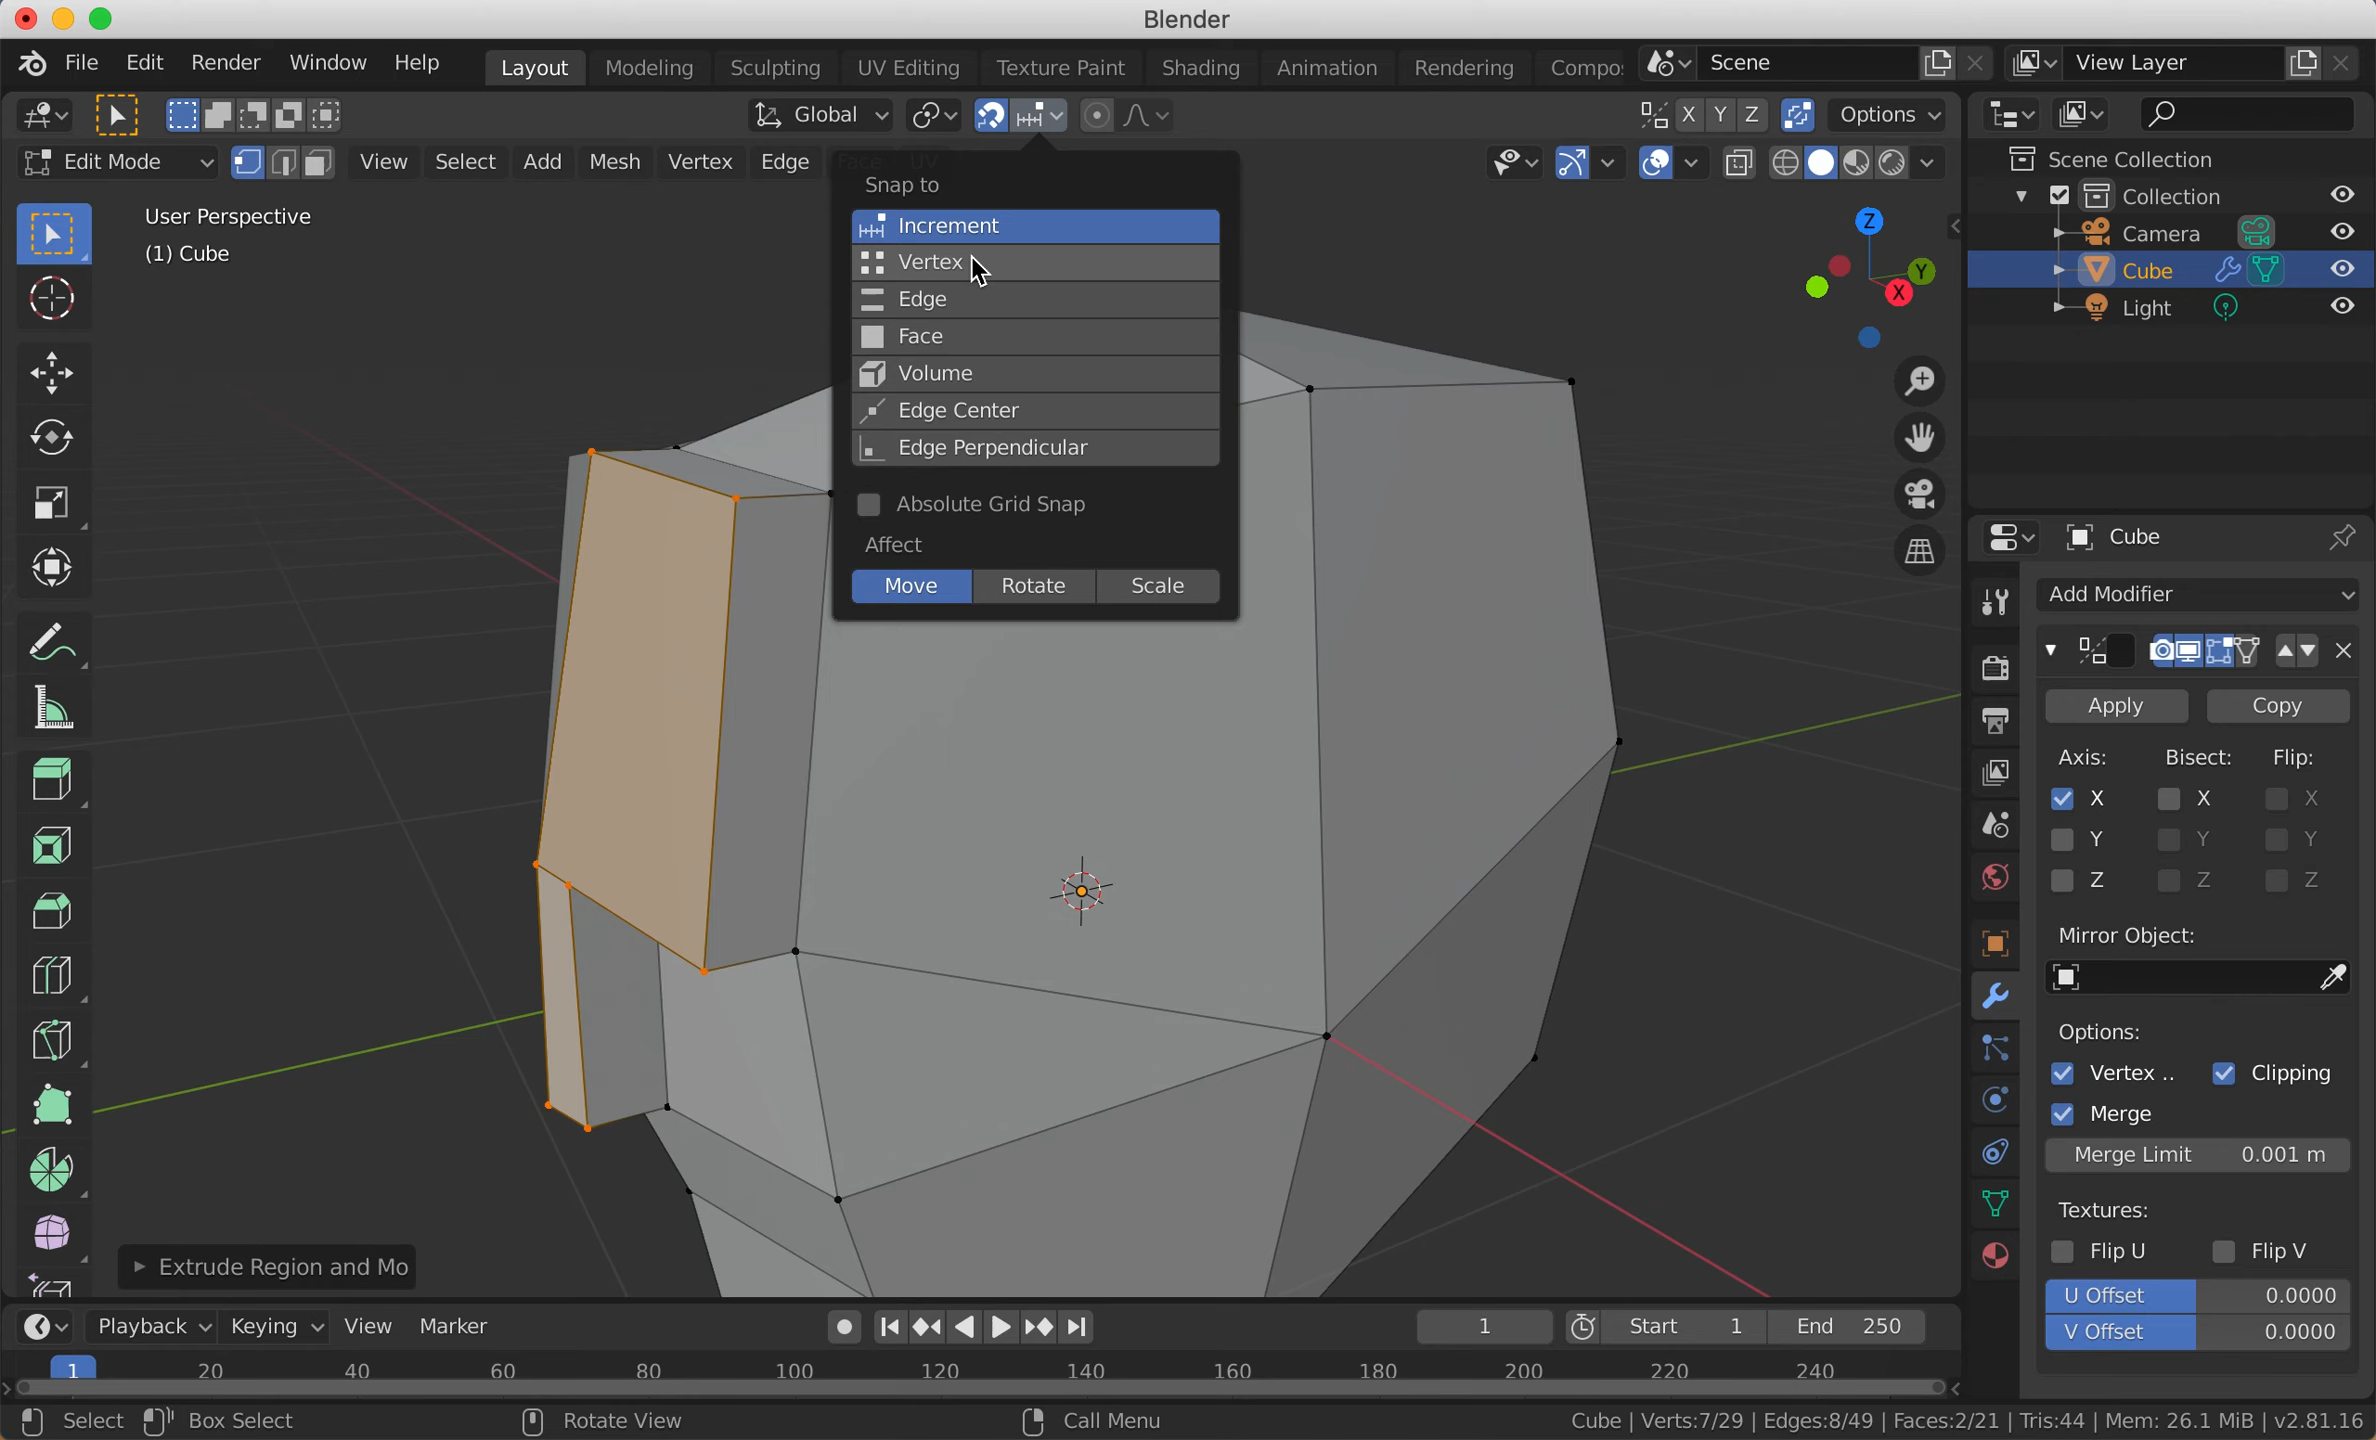 Blender
File Edit Render Window Help Layout Modeling Sculpting UV Editing Texture Paint Shading Animation Rendering Compo Scene View Layer
Global X Y Z Options
Edit Mode View Select Add Mesh Vertex Edge Face UV
User Perspective
(1) Cube
Snap to
Increment
Vertex
Edge
Face
Volume
Edge Center
Edge Perpendicular
Absolute Grid Snap
Affect
Move Rotate Scale
Z
Y
X
Scene Collection
Collection
Camera
Cube
Light
Cube
Add Modifier
Apply Copy
Axis: Bisect: Flip:
X X X
Y Y Y
Z Z Z
Mirror Object:
Options:
Vertex .. Clipping
Merge
Merge Limit 0.001 m
Textures:
Flip U Flip V
U Offset 0.0000
V Offset 0.0000
Extrude Region and Mo
Playback Keying View Marker 1 Start 1 End 250
1 20 40 60 80 100 120 140 160 180 200 220 240
Select Box Select Rotate View Call Menu Cube | Verts:7/29 | Edges:8/49 | Faces:2/21 | Tris:44 | Mem: 26.1 MiB | v2.81.16